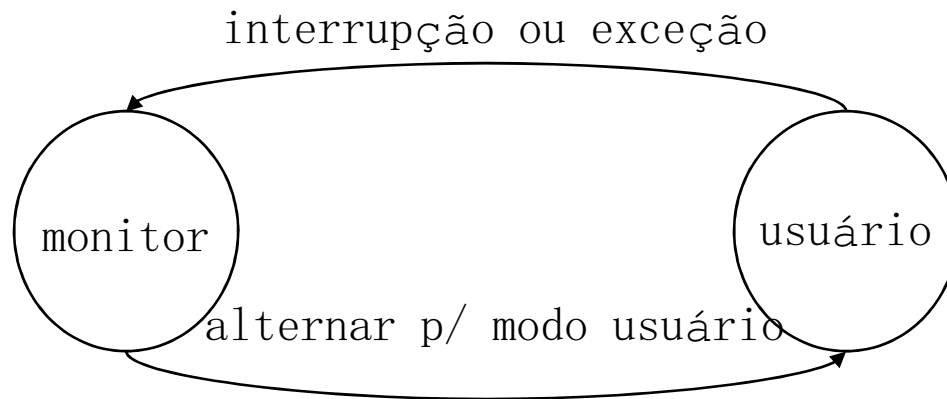 interrupção ou exceção
monitor
usuário
alternar p/ modo usuário